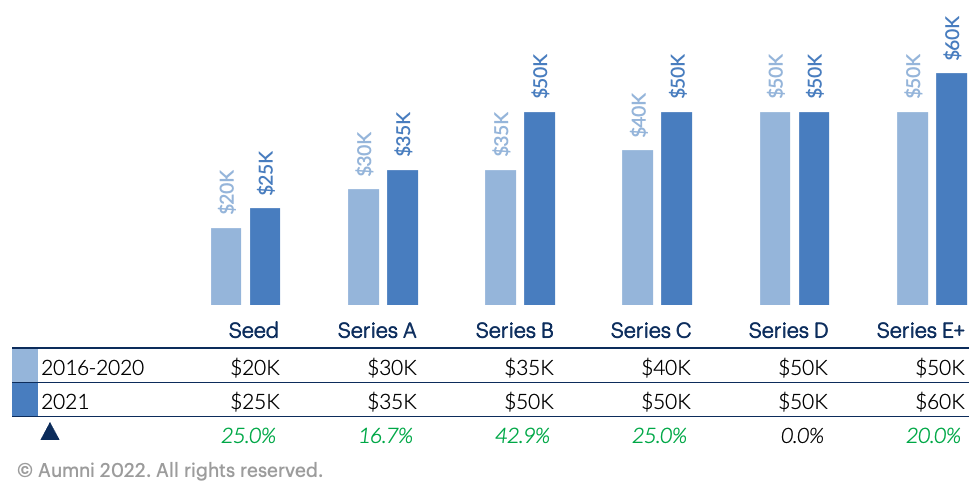 $20K $25K $30K $35K $35K $50K $40K $50K $50K $50K $50K $60K
Seed Series A Series B Series C Series D Series E+
2016-2020 $20K $30K $35K $40K $50K $50K
2021 $25K $35K $50K $50K $50K $60K
▲ 25.0% 16.7% 42.9% 25.0% 0.0% 20.0%
© Aumni 2022. All rights reserved.